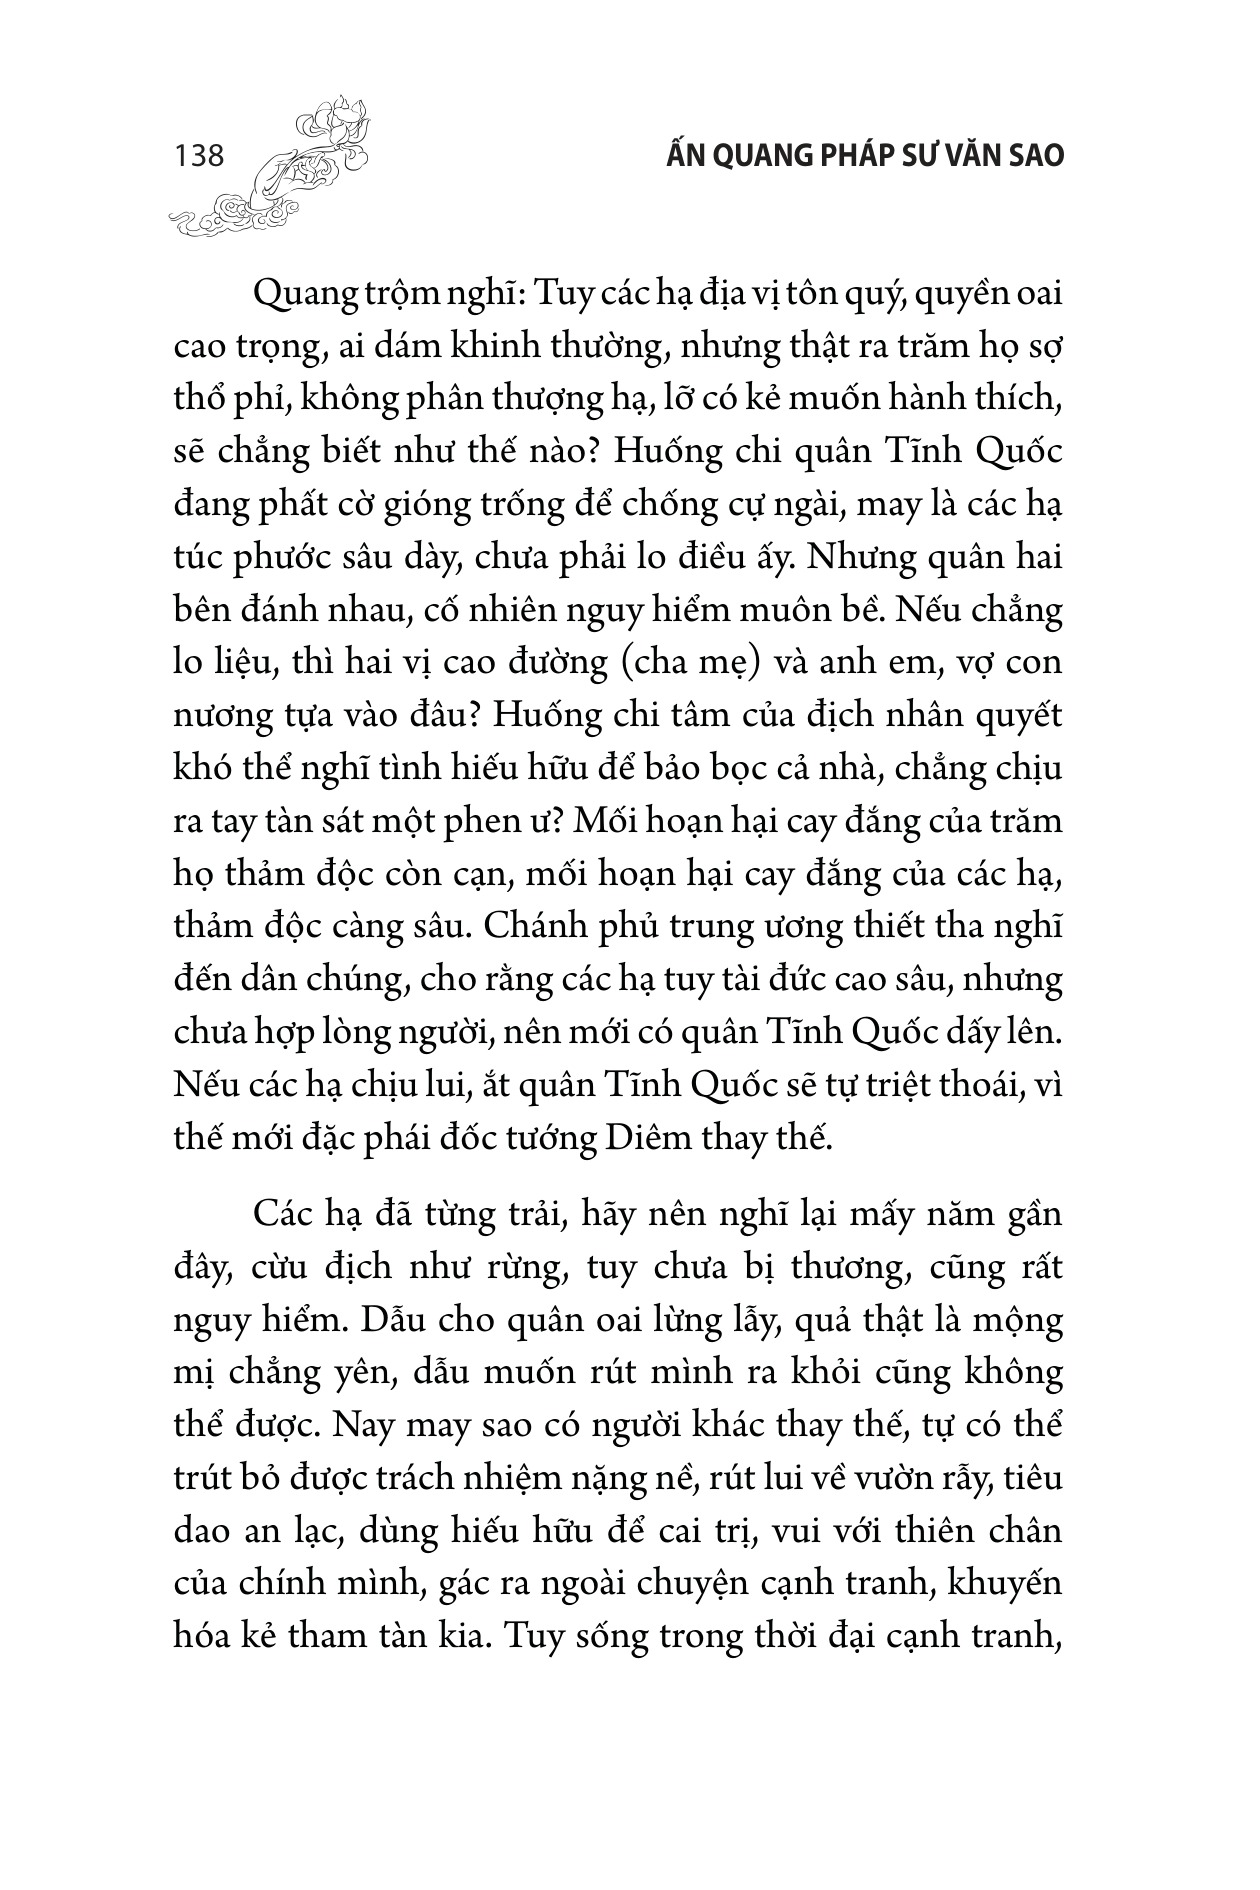 138
ẤN QUANG PHÁP SƯ VĂN SAO
Quang trộm nghĩ: Tuy các hạ địa vị tôn quý, quyền oai
cao trọng, ai dám khinh thường, nhưng thật ra trăm họ sợ
thổ phỉ, không phân thượng hạ, lỡ có kẻ muốn hành thích,
sẽ chẳng biết như thế nào? Huống chi quân Tĩnh Quốc
đang phất cờ gióng trống để chống cự ngài, may là các hạ
túc phước sâu dày, chưa phải lo điều ấy. Nhưng quân hai
bên đánh nhau, cố nhiên nguy hiểm muôn bề. Nếu chẳng
lo liệu, thì hai vị cao đường (cha mẹ) và anh em, vợ con
nương tựa vào đâu? Huống chi tâm của địch nhân quyết
khó thể nghĩ tình hiếu hữu để bảo bọc cả nhà, chẳng chịu
ra tay tàn sát một phen ư? Mối hoạn hại cay đắng của trăm
họ thảm độc còn cạn, mối hoạn hại cay đắng của các hạ,
thảm độc càng sâu. Chánh phủ trung ương thiết tha nghĩ
đến dân chúng, cho rằng các hạ tuy tài đức cao sâu, nhưng
chưa hợp lòng người, nên mới có quân Tĩnh Quốc dấy lên.
Nếu các hạ chịu lui, ắt quân Tĩnh Quốc sẽ tự triệt thoái, vì
thế mới đặc phái đốc tướng Diêm thay thế.
Các hạ đã từng trải, hãy nên nghĩ lại mấy năm gần
đây, cừu địch như rừng, tuy chưa bị thương, cũng rất
nguy hiểm. Dẫu cho quân oai lừng lẫy, quả thật là mộng
mị chẳng yên, dẫu muốn rút mình ra khỏi cũng không
thể được. Nay may sao có người khác thay thế, tự có thể
trút bỏ được trách nhiệm nặng nề, rút lui về vườn rẫy, tiêu
dao an lạc, dùng hiếu hữu để cai trị, vui với thiên chân
của chính mình, gác ra ngoài chuyện cạnh tranh, khuyến
hóa kẻ tham tàn kia. Tuy sống trong thời đại cạnh tranh,